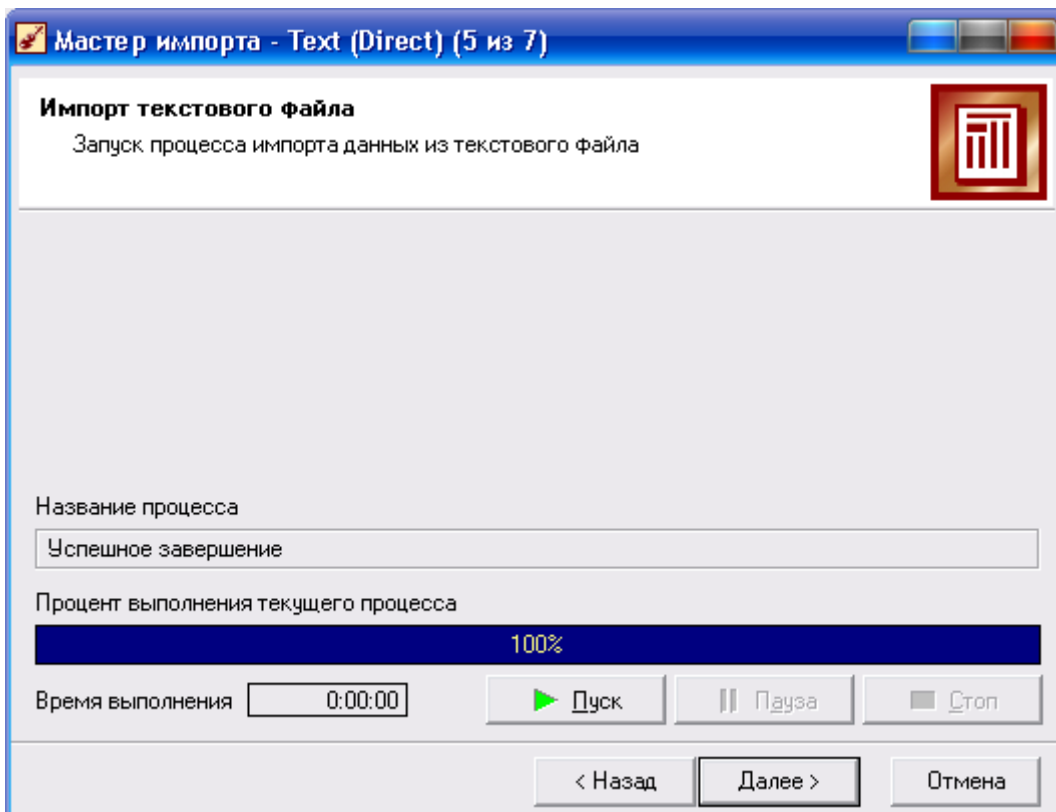 Мастер импорта - Text (Direct) (5 из 7)
Импорт текстового файла
Запуск процесса импорта данных из текстового файла
Название процесса
Успешное завершение
Процент выполнения текущего процесса
100%
Время выполнения 0:00:00 Пуск Пауза Стоп
< Назад Далее > Отмена